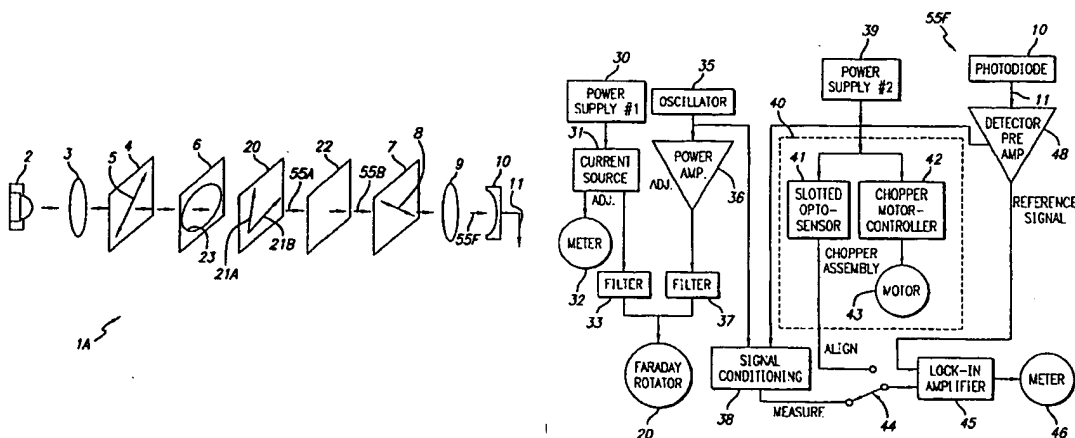 2
3
4
5
6
20
22
7
8
9
10
11
55A
55B
55F
23
21A
21B
1A
55F
30
35
39
10
POWER
SUPPLY #1
OSCILLATOR
POWER
SUPPLY #2
PHOTODIODE
11
31
CURRENT
SOURCE
ADJ.
ADJ.
POWER
AMP.
36
40
41
42
SLOTTED
OPTO-
SENSOR
CHOPPER
MOTOR-
CONTROLLER
DETECTOR
PRE
AMP.
48
REFERENCE
SIGNAL
METER
32
FILTER
33
FILTER
37
CHOPPER
ASSEMBLY
MOTOR
43
FARADAY
ROTATOR
20
SIGNAL
CONDITIONING
38
ALIGN
MEASURE
44
LOCK-IN
AMPLIFIER
45
METER
46